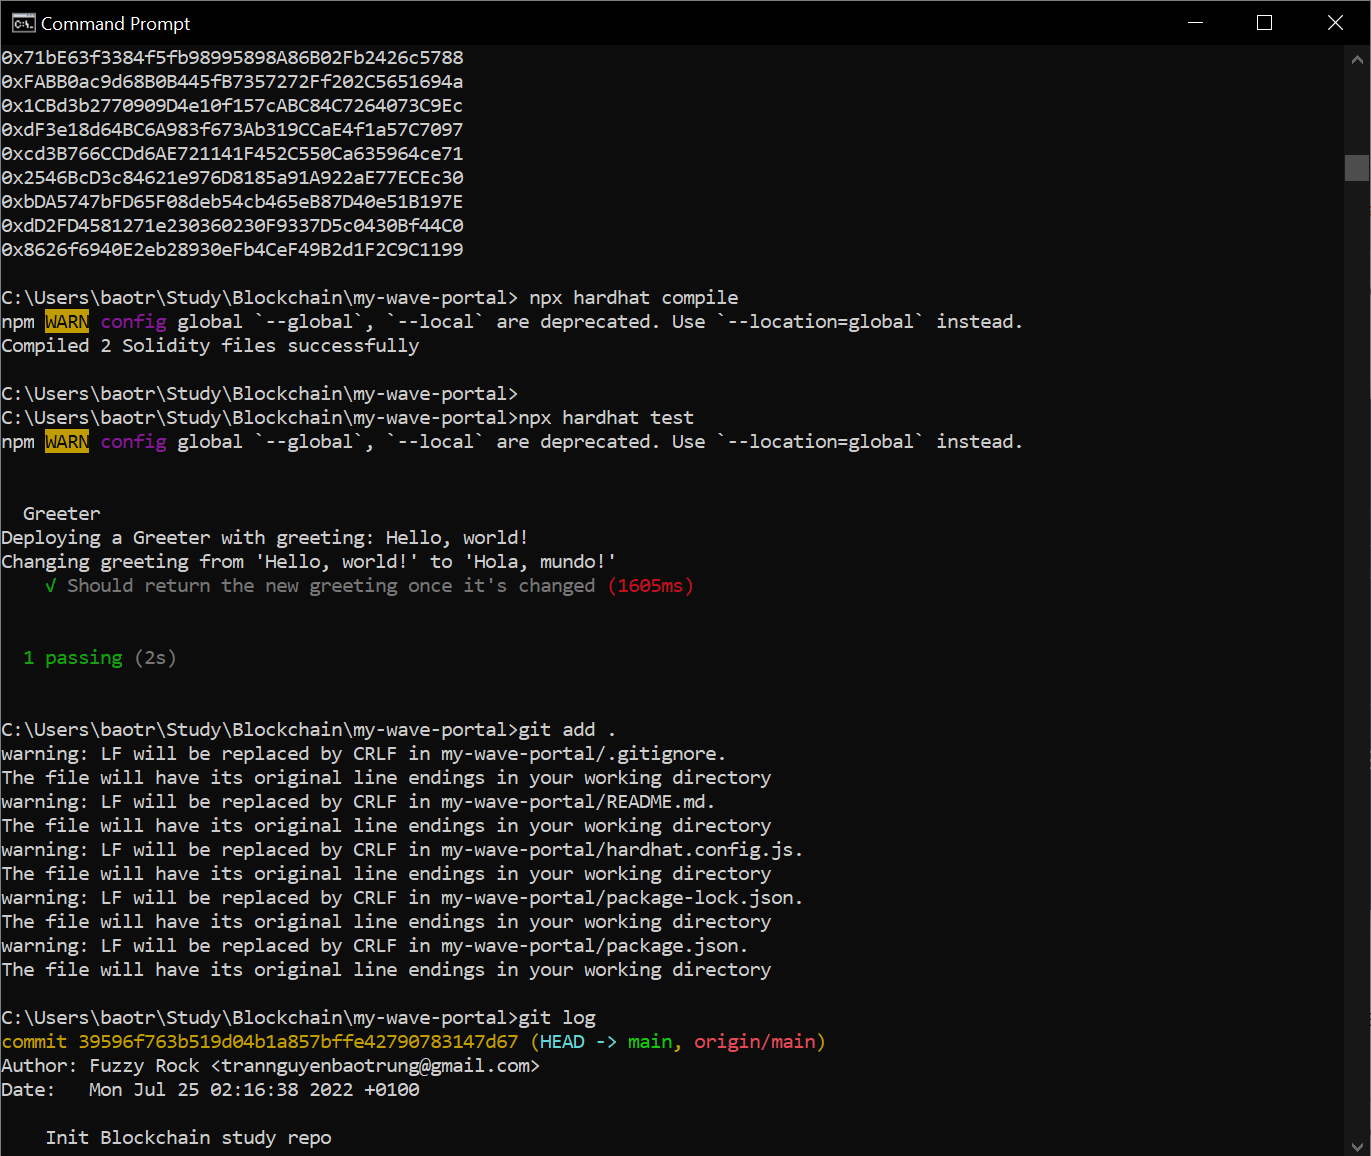 Command Prompt
0x71bE63f3384f5fb98995898A86B02Fb2426c5788
0xFABB0ac9d68B0B445fB7357272Ff202C5651694a
0x1CBd3b2770909D4e10f157cABC84C7264073C9Ec
0xdF3e18d64BC6A983f673Ab319CCaE4f1a57C7097
0xcd3B766CCDd6AE721141F452C550Ca635964ce71
0x2546BcD3c84621e976D8185a91A922aE77ECEc30
0xbDA5747bFD65F08deb54cb465eB87D40e51B197E
0xdD2FD4581271e230360230F9337D5c0430Bf44C0
0x8626f6940E2eb28930eFb4CeF49B2d1F2C9C1199
C:\Users\baotr\Study\Blockchain\my-wave-portal> npx hardhat compile
npm WARN config global `--global`, `--local` are deprecated. Use `--location=global` instead.
Compiled 2 Solidity files successfully
C:\Users\baotr\Study\Blockchain\my-wave-portal>
C:\Users\baotr\Study\Blockchain\my-wave-portal>npx hardhat test
npm WARN config global `--global`, `--local` are deprecated. Use `--location=global` instead.
Greeter
Deploying a Greeter with greeting: Hello, world!
Changing greeting from 'Hello, world!' to 'Hola, mundo!'
√ Should return the new greeting once it's changed (1605ms)
1 passing (2s)
C:\Users\baotr\Study\Blockchain\my-wave-portal>git add .
warning: LF will be replaced by CRLF in my-wave-portal/.gitignore.
The file will have its original line endings in your working directory
warning: LF will be replaced by CRLF in my-wave-portal/README.md.
The file will have its original line endings in your working directory
warning: LF will be replaced by CRLF in my-wave-portal/hardhat.config.js.
The file will have its original line endings in your working directory
warning: LF will be replaced by CRLF in my-wave-portal/package-lock.json.
The file will have its original line endings in your working directory
warning: LF will be replaced by CRLF in my-wave-portal/package.json.
The file will have its original line endings in your working directory
C:\Users\baotr\Study\Blockchain\my-wave-portal>git log
commit 39596f763b519d04b1a857bffe42790783147d67 (HEAD -> main, origin/main)
Author: Fuzzy Rock <trannguyenbaotrung@gmail.com>
Date:   Mon Jul 25 02:16:38 2022 +0100
Init Blockchain study repo